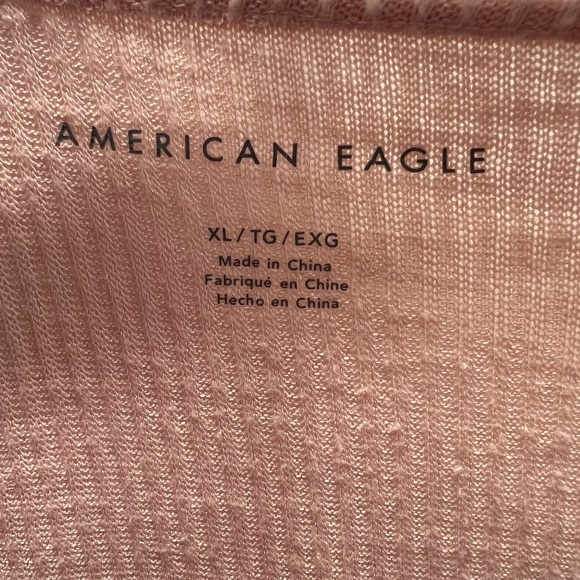 AMERICAN EAGLE
XL / TG / EXG
Made in China
Fabriqué en Chine
Hecho en China